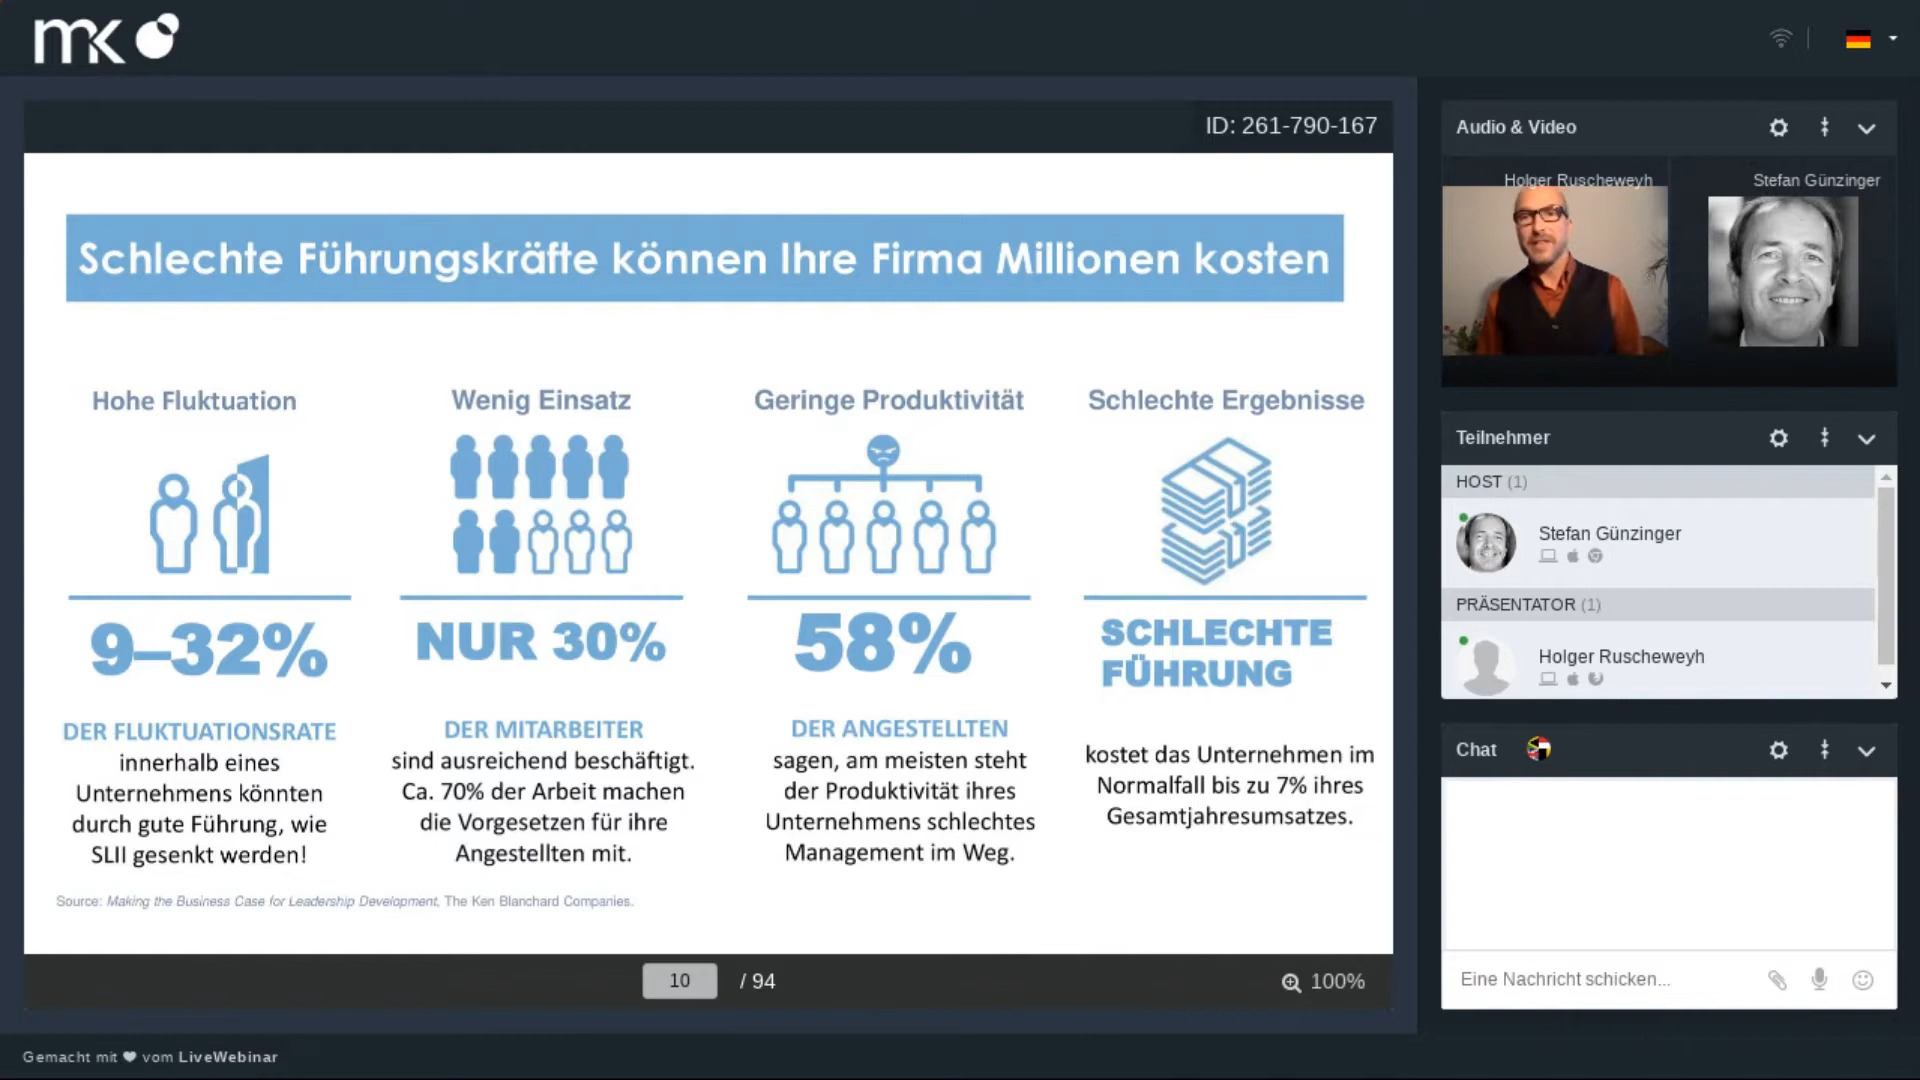 mk
ID: 261-790-167
Schlechte Führungskräfte können Ihre Firma Millionen kosten
Hohe Fluktuation
9–32%
DER FLUKTUATIONSRATE
innerhalb eines
Unternehmens könnten
durch gute Führung, wie
SLII gesenkt werden!
Wenig Einsatz
NUR 30%
DER MITARBEITER
sind ausreichend beschäftigt.
Ca. 70% der Arbeit machen
die Vorgesetzen für ihre
Angestellten mit.
Geringe Produktivität
58%
DER ANGESTELLTEN
sagen, am meisten steht
der Produktivität ihres
Unternehmens schlechtes
Management im Weg.
Schlechte Ergebnisse
SCHLECHTE
FÜHRUNG
kostet das Unternehmen im
Normalfall bis zu 7% ihres
Gesamtjahresumsatzes.
Source: Making the Business Case for Leadership Development, The Ken Blanchard Companies.
10 / 94
100%
Audio & Video
Holger Ruscheweyh
Stefan Günzinger
Teilnehmer
HOST (1)
Stefan Günzinger
PRÄSENTATOR (1)
Holger Ruscheweyh
Chat
Eine Nachricht schicken...
Gemacht mit ❤ vom LiveWebinar